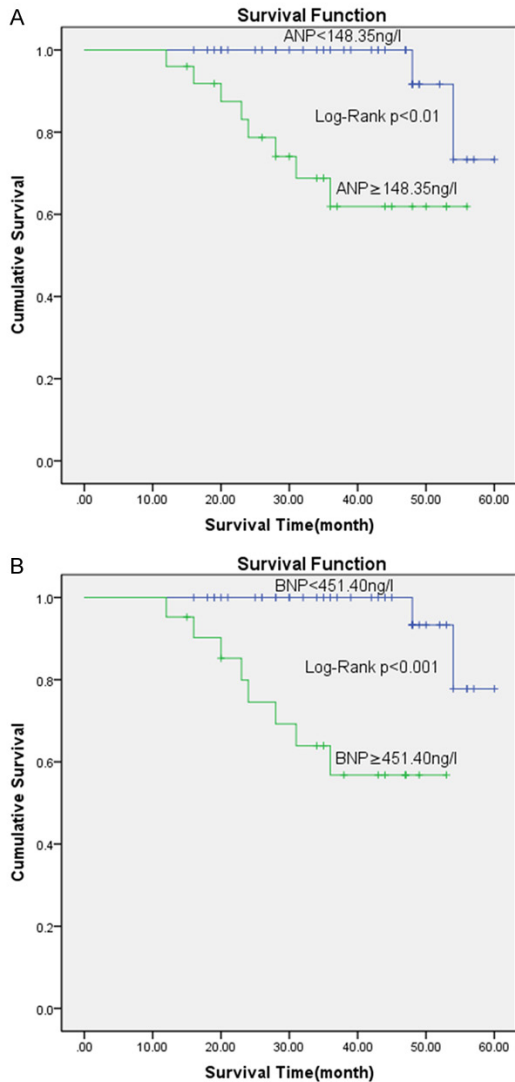 A
Survival Function
ANP<148.35ng/l
1.0
Log-Rank p<0.01
0.8
ANP≥148.35ng/l
0.6
0.4
0.2
0.0
Cumulative Survival
.00 10.00 20.00 30.00 40.00 50.00 60.00
Survival Time(month)
B
Survival Function
BNP<451.40ng/l
1.0
Log-Rank p<0.001
0.8
BNP≥451.40ng/l
0.6
0.4
0.2
0.0
Cumulative Survival
.00 10.00 20.00 30.00 40.00 50.00 60.00
Survival Time(month)